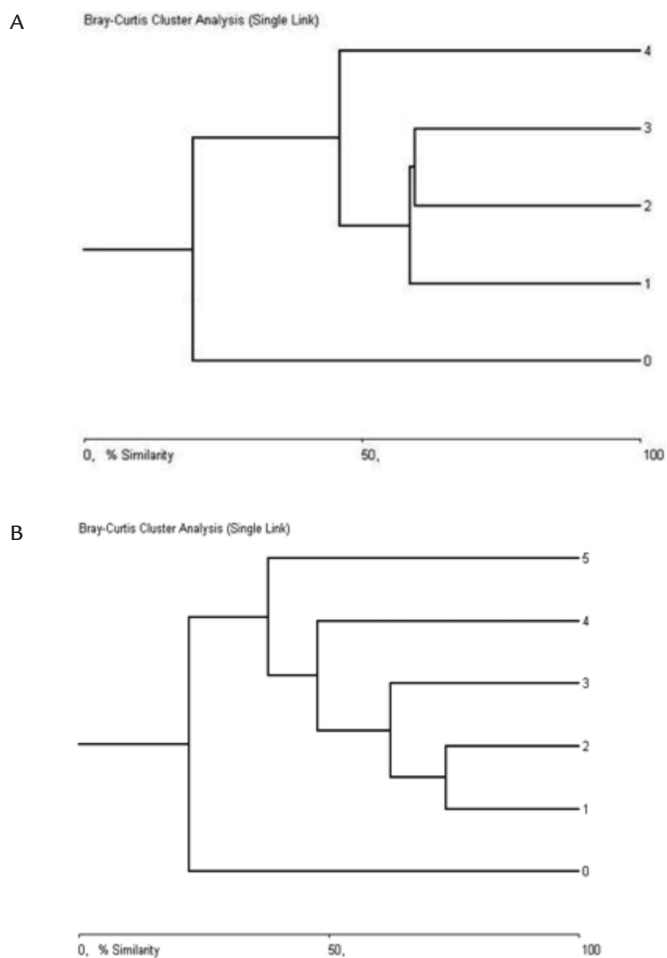 A
Bray-Curtis Cluster Analysis (Single Link)
4
3
2
1
0
0, % Similarity 50, 100
B
Bray-Curtis Cluster Analysis (Single Link)
5
4
3
2
1
0
0, % Similarity 50, 100